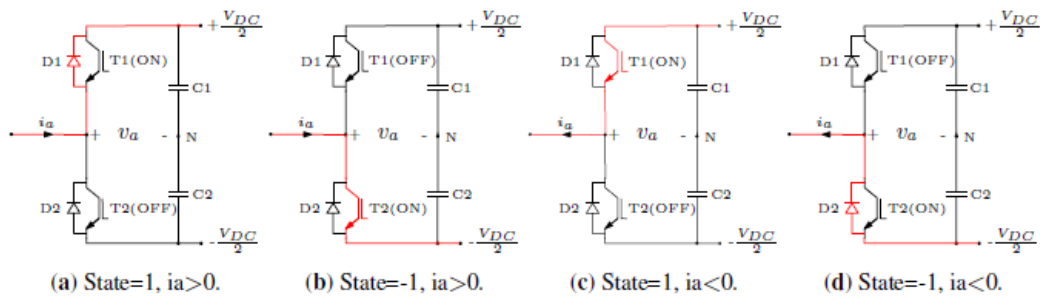 + V_DC/2
D1
T1(ON)
C1
i_a
+ v_a - N
D2
T2(OFF)
C2
- V_DC/2
(a) State=1, ia>0.
+ V_DC/2
D1
T1(OFF)
C1
i_a
+ v_a - N
D2
T2(ON)
C2
- V_DC/2
(b) State=-1, ia>0.
+ V_DC/2
D1
T1(ON)
C1
i_a
+ v_a - N
D2
T2(OFF)
C2
- V_DC/2
(c) State=1, ia<0.
+ V_DC/2
D1
T1(OFF)
C1
i_a
+ v_a - N
D2
T2(ON)
C2
- V_DC/2
(d) State=-1, ia<0.